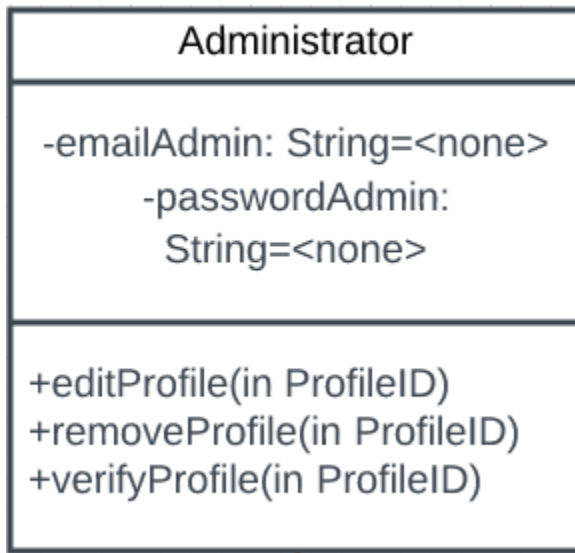 Administrator
-emailAdmin: String=<none>
-passwordAdmin:
String=<none>
+editProfile(in ProfileID)
+removeProfile(in ProfileID)
+verifyProfile(in ProfileID)